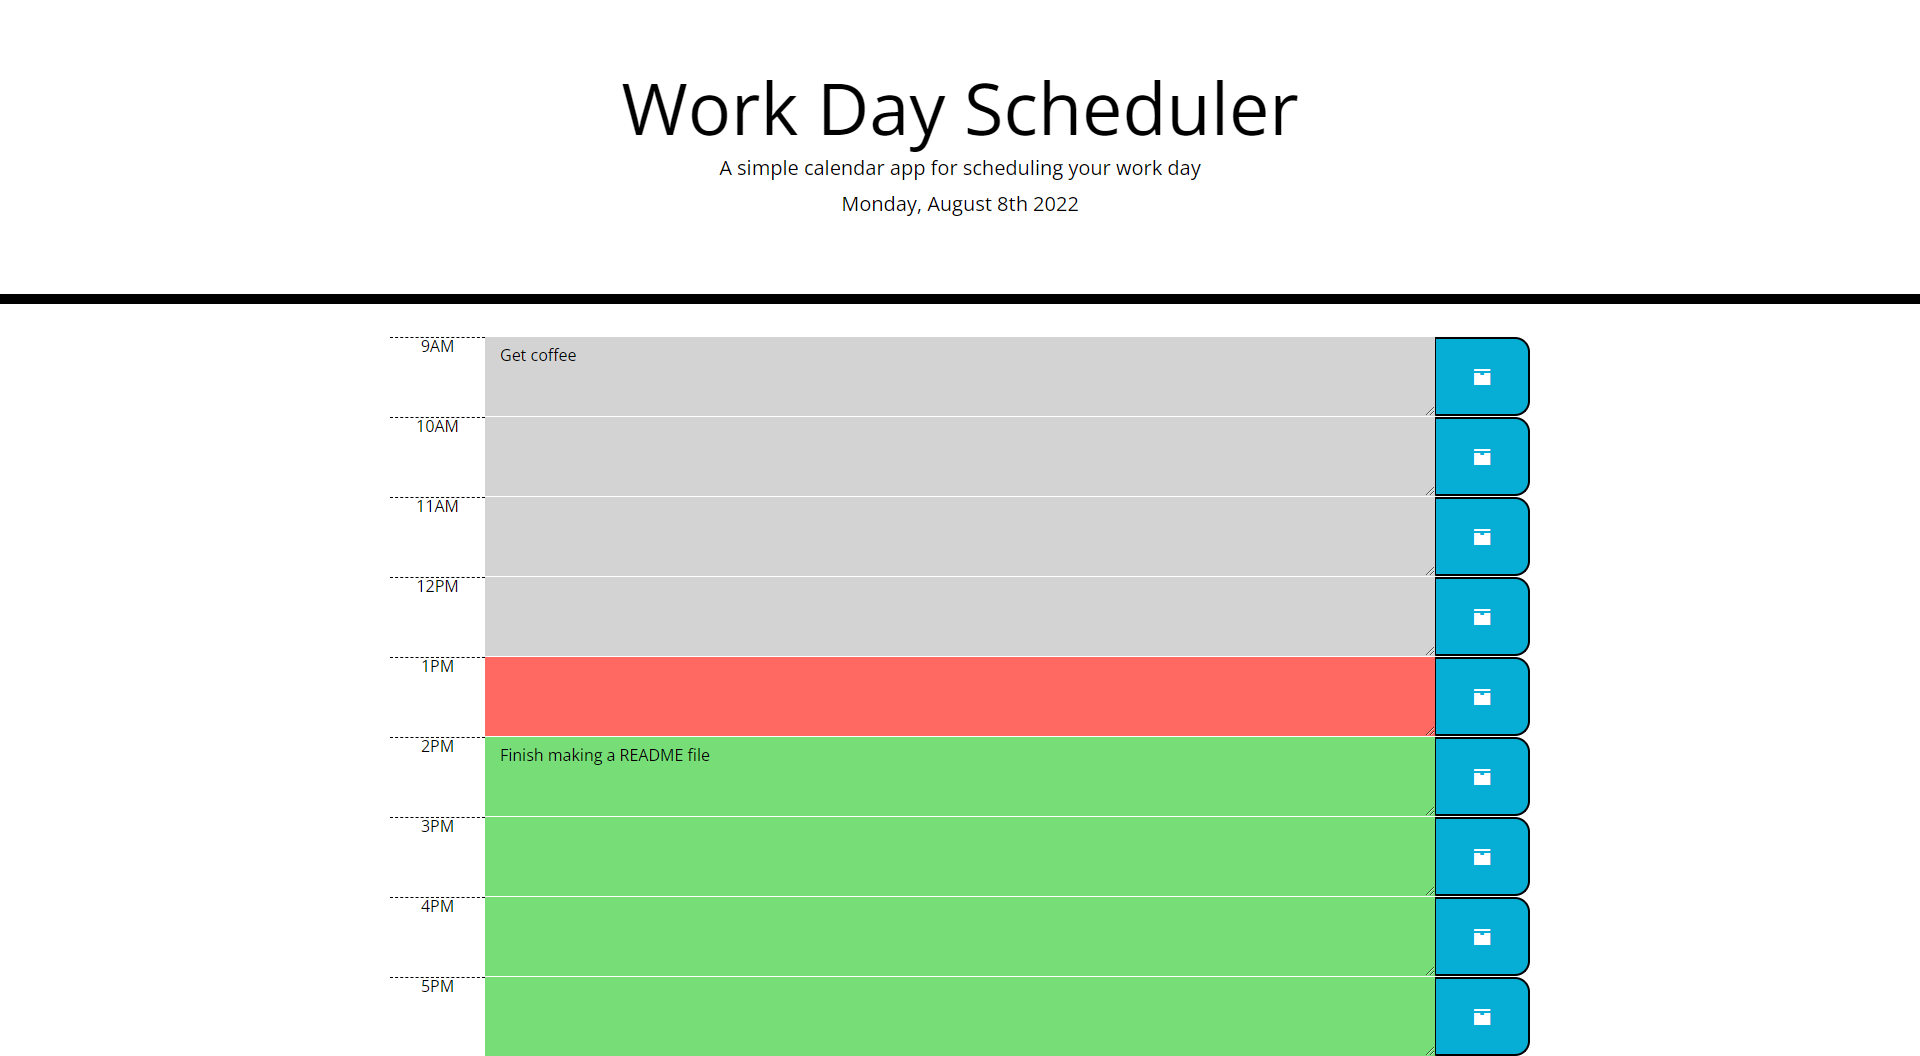 Work Day Scheduler
A simple calendar app for scheduling your work day
Monday, August 8th 2022
9AM
Get coffee
10AM
11AM
12PM
1PM
2PM
Finish making a README file
3PM
4PM
5PM